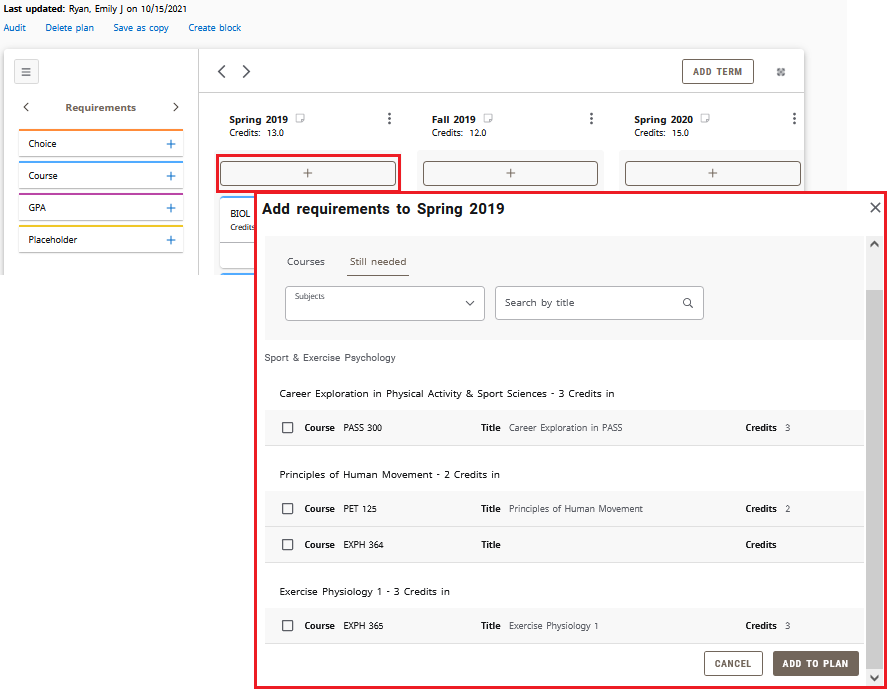 Last updated: Ryan, Emily J on 10/15/2021
Audit Delete plan Save as copy Create block
ADD TERM
Requirements
Choice
Course
GPA
Placeholder
Spring 2019
Credits: 13.0
Fall 2019
Credits: 12.0
Spring 2020
Credits: 15.0
BIOL
Credits
Add requirements to Spring 2019
Courses Still needed
Subjects
Search by title
Sport & Exercise Psychology
Career Exploration in Physical Activity & Sport Sciences - 3 Credits in
Course PASS 300 Title Career Exploration in PASS Credits 3
Principles of Human Movement - 2 Credits in
Course PET 125 Title Principles of Human Movement Credits 2
Course EXPH 364 Title Credits
Exercise Physiology 1 - 3 Credits in
Course EXPH 365 Title Exercise Physiology 1 Credits 3
CANCEL ADD TO PLAN